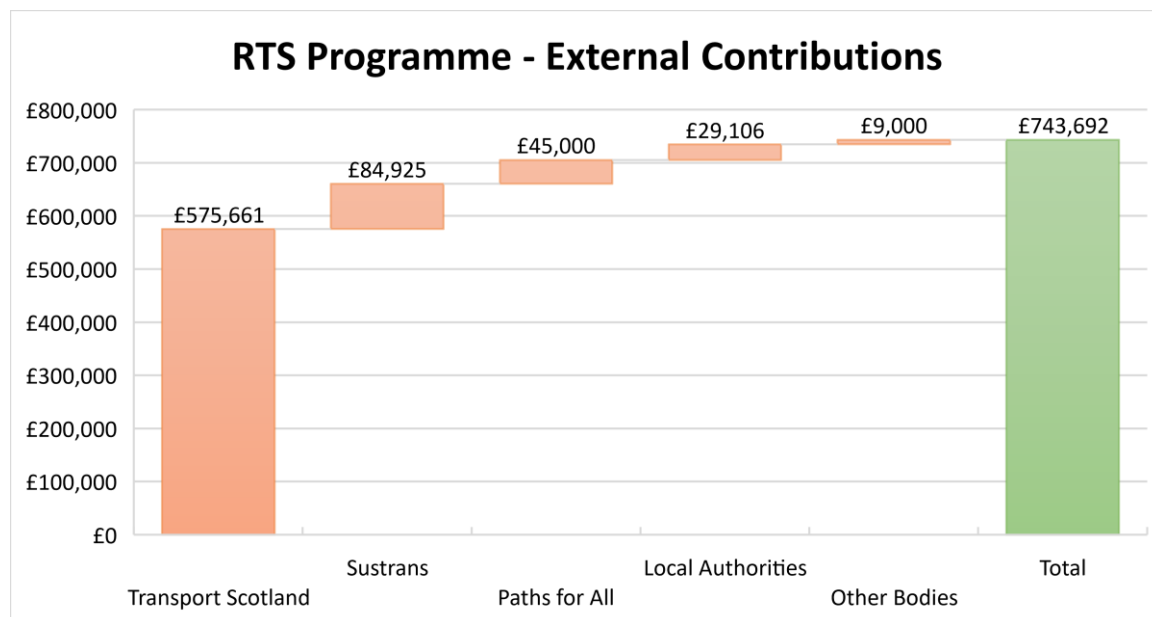 RTS Programme - External Contributions
£800,000
£700,000
£600,000
£500,000
£400,000
£300,000
£200,000
£100,000
£0
£575,661
£84,925
£45,000
£29,106
£9,000
£743,692
Transport Scotland
Sustrans
Paths for All
Local Authorities
Other Bodies
Total